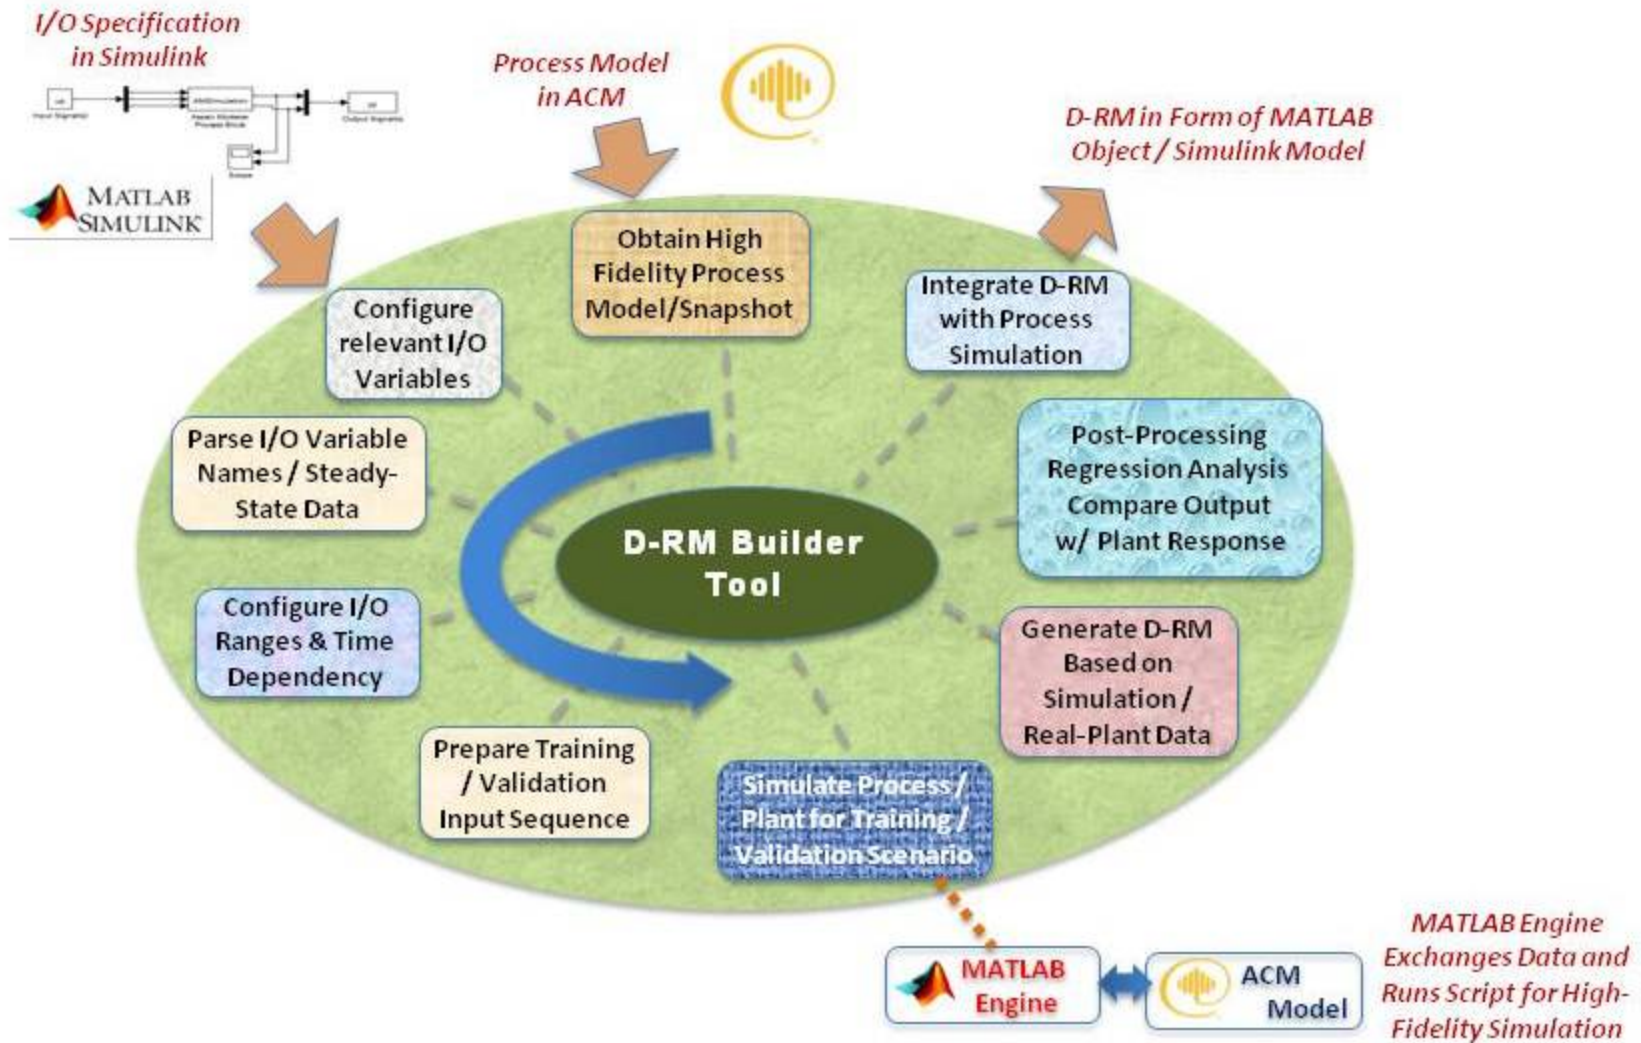 I/O Specification
in Simulink
Process Model
in ACM
D-RM in Form of MATLAB
Object / Simulink Model
MATLAB
SIMULINK
Obtain High
Fidelity Process
Model/Snapshot
Configure
relevant I/O
Variables
Parse I/O Variable
Names / Steady-
State Data
Configure I/O
Ranges & Time
Dependency
Prepare Training
/ Validation
Input Sequence
Simulate Process /
Plant for Training /
Validation Scenario
Generate D-RM
Based on
Simulation /
Real-Plant Data
Post-Processing
Regression Analysis
Compare Output
w/ Plant Response
Integrate D-RM
with Process
Simulation
D-RM Builder
Tool
MATLAB
Engine
ACM
Model
MATLAB Engine
Exchanges Data and
Runs Script for High-
Fidelity Simulation